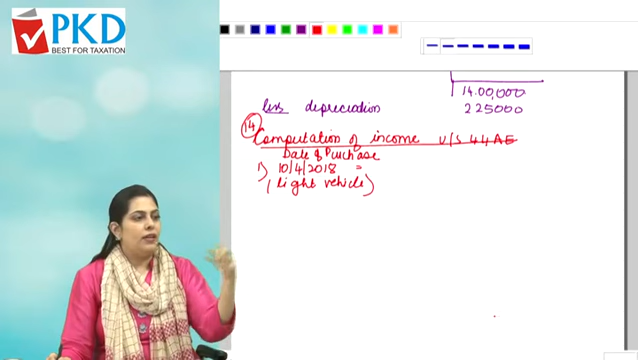 PKD
BEST FOR TAXATION
14.00,000
less depreciation 225000
14
Computation of income U/S 44AE
Date of Purchase
1) 10/4/2018 =
(light vehicle)